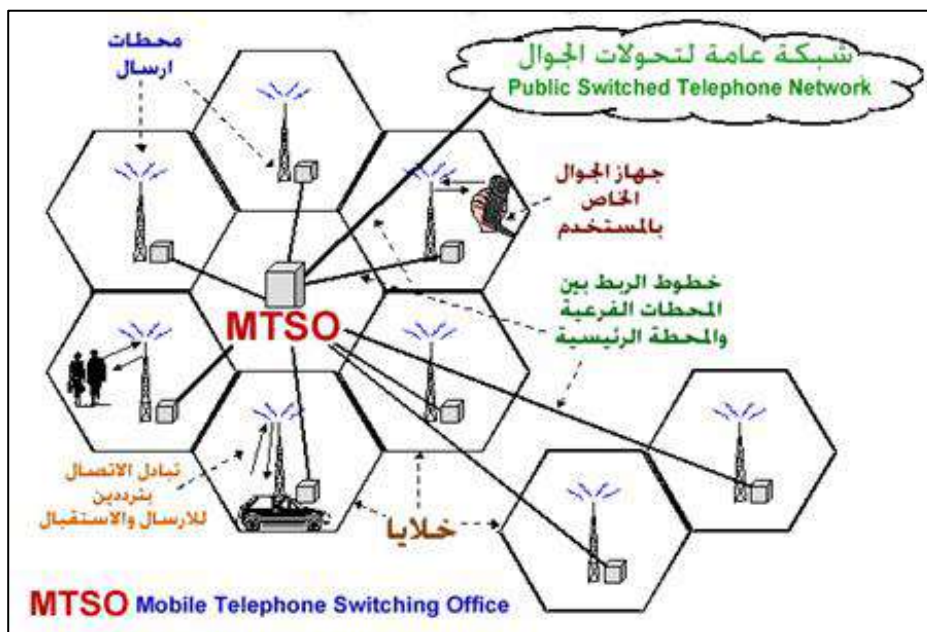 محطات
ارسال
شبكة عامة لتحولات الجوال
Public Switched Telephone Network
جهاز الجوال
الخاص
بالمستخدم
خطوط الربط بين
المحطات الفرعية
والمحطة الرئيسية
MTSO
تبادل الاتصال
بترددين
للارسال والاستقبال
خلايا
MTSO Mobile Telephone Switching Office